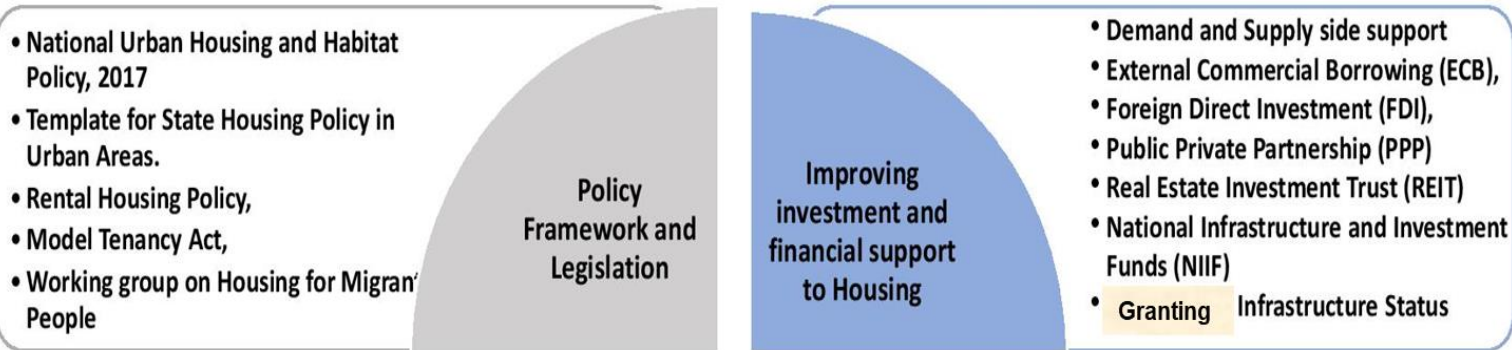 • National Urban Housing and Habitat
Policy, 2017
• Template for State Housing Policy in
Urban Areas.
• Rental Housing Policy,
• Model Tenancy Act,
• Working group on Housing for Migran
People
Policy
Framework and
Legislation
Improving
investment and
financial support
to Housing
• Demand and Supply side support
• External Commercial Borrowing (ECB),
• Foreign Direct Investment (FDI),
• Public Private Partnership (PPP)
• Real Estate Investment Trust (REIT)
• National Infrastructure and Investment
Funds (NIIF)
• Granting Infrastructure Status